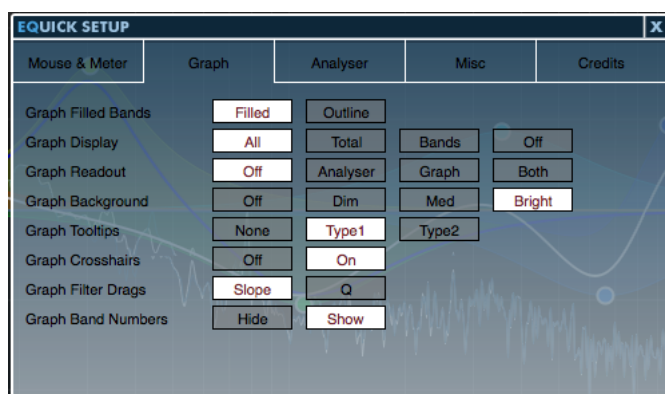 EQUICK SETUP X
Mouse & Meter Graph Analyser Misc Credits
Graph Filled Bands Filled Outline
Graph Display All Total Bands Off
Graph Readout Off Analyser Graph Both
Graph Background Off Dim Med Bright
Graph Tooltips None Type1 Type2
Graph Crosshairs Off On
Graph Filter Drags Slope Q
Graph Band Numbers Hide Show